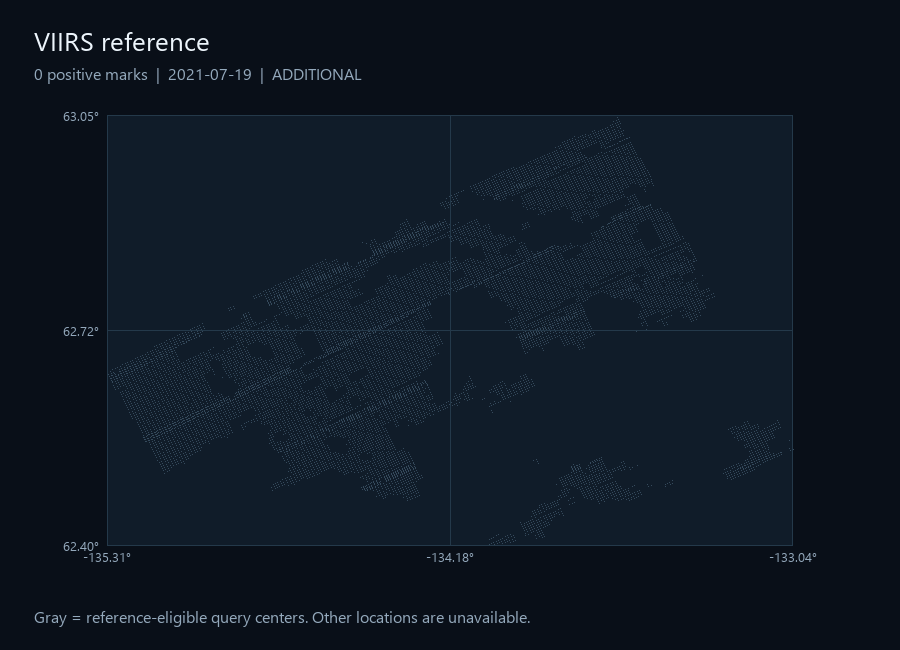 VIIRS reference
0 positive marks | 2021-07-19 | ADDITIONAL
63.05°
62.72°
62.40°
-135.31°
-134.18°
-133.04°
Gray = reference-eligible query centers. Other locations are unavailable.